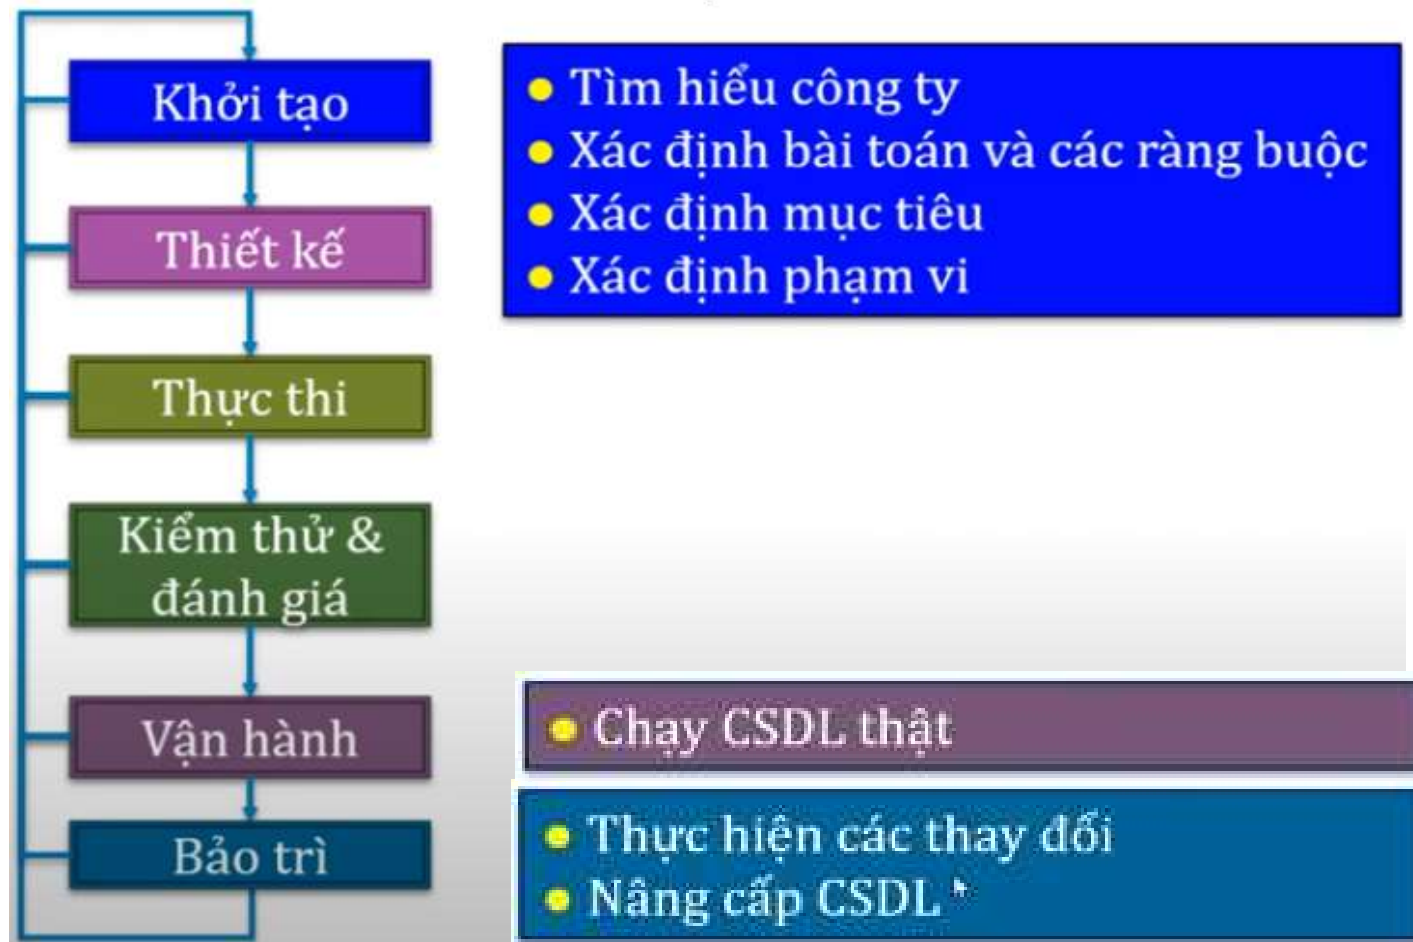 Khởi tạo
Thiết kế
Thực thi
Kiểm thử &
đánh giá
Vận hành
Bảo trì
Tìm hiểu công ty
Xác định bài toán và các ràng buộc
Xác định mục tiêu
Xác định phạm vi
Chạy CSDL thật
Thực hiện các thay đổi
Nâng cấp CSDL